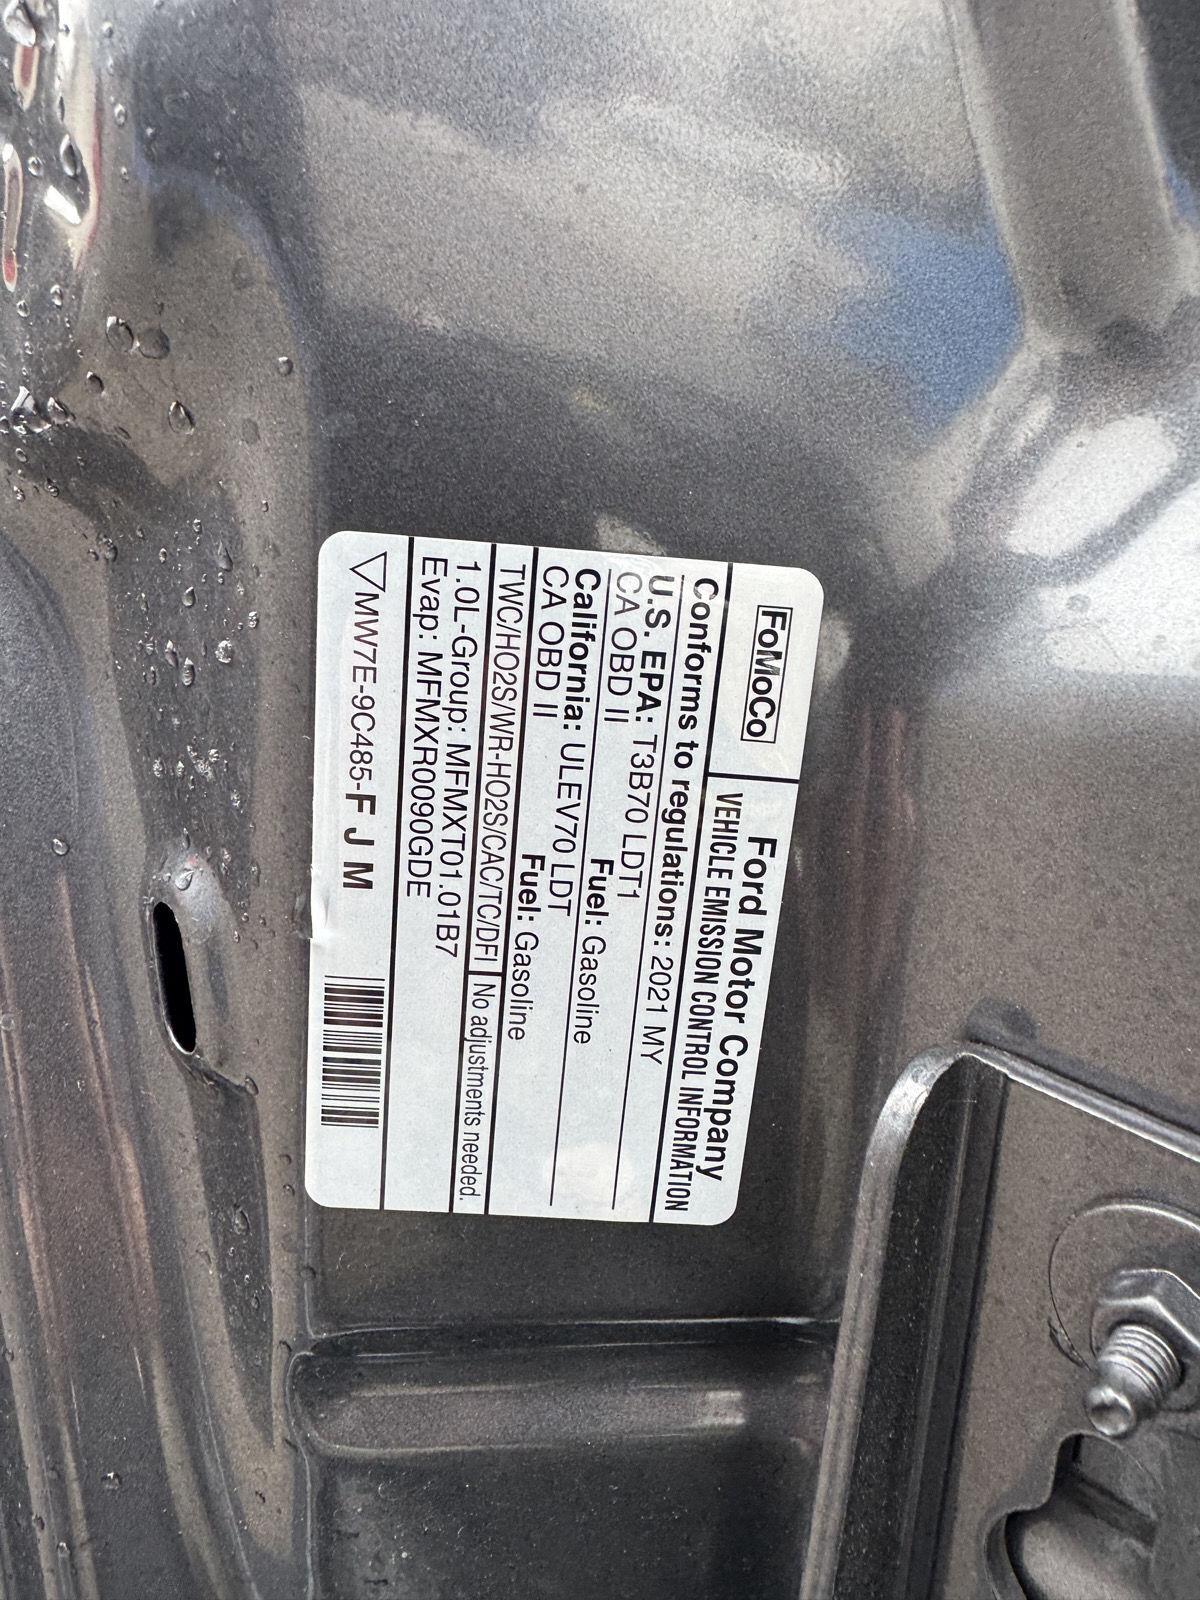 FoMoCo
Ford Motor Company
VEHICLE EMISSION CONTROL INFORMATION
Conforms to regulations: 2021 MY
U.S. EPA: T3B70 LDT1
CA OBD II Fuel: Gasoline
California: ULEV70 LDT
CA OBD II Fuel: Gasoline
TWC/HO2S/WR-HO2S/CAC/TC/DFI No adjustments needed.
1.0L-Group: MFMXT01.01B7
Evap: MFMXR0090GDE
MW7E-9C485-F J M